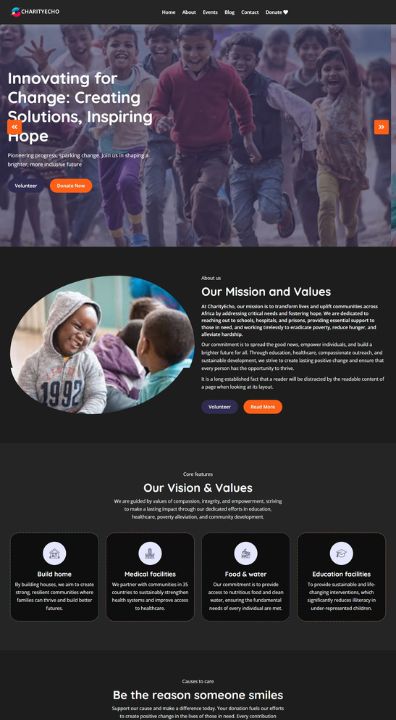 CHARITYECHO
Home About Events Blog Contact Donate
Innovating for
Change: Creating
Solutions, Inspiring
Hope
Pioneering progress, sparking change. Join us in shaping a
brighter, more inclusive future
Volunteer Donate Now
About us
Our Mission and Values
At CharityEcho, our mission is to transform lives and uplift communities across
Africa by addressing critical needs and fostering hope. We are dedicated to
reaching out to schools, hospitals, and prisons, providing essential support to
those in need, and working tirelessly to eradicate poverty, reduce hunger, and
alleviate hardship.
Our commitment is to spread the good news, empower individuals, and build a
brighter future for all. Through education, healthcare, compassionate outreach, and
sustainable development, we strive to create lasting positive change and ensure that
every person has the opportunity to thrive.
It is a long established fact that a reader will be distracted by the readable content of
a page when looking at its layout.
Volunteer Read More
1992
Core features
Our Vision & Values
We are guided by values of compassion, integrity, and empowerment, striving
to make a lasting impact through our dedicated efforts in education,
healthcare, poverty alleviation, and community development.
Build home
By building houses, we aim to create
strong, resilient communities where
families can thrive and build better
futures.
Medical facilities
We partner with communities in 35
countries to sustainably strengthen
health systems and improve access
to healthcare.
Food & water
Our commitment is to provide
access to nutritious food and clean
water, ensuring the fundamental
needs of every individual are met.
Education facilities
To provide sustainable and life-
changing interventions, which
significantly reduces illiteracy in
under-represented children.
Causes to care
Be the reason someone smiles
Support our cause and make a difference today. Your donation fuels our efforts
to create positive change in the lives of those in need. Every contribution